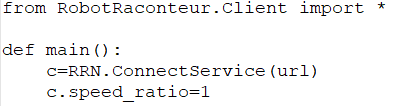 from RobotRaconteur.Client import *

def main():
    c=RRN.ConnectService(url)
    c.speed_ratio=1